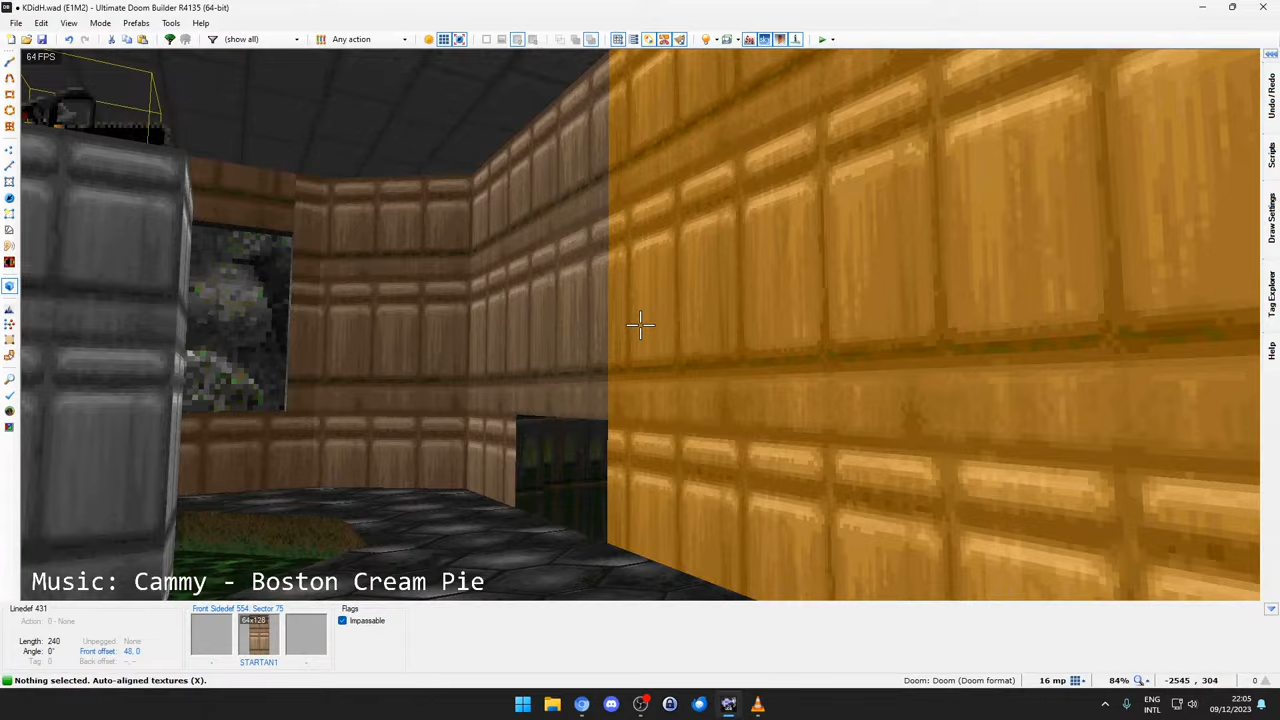 KDidH.wad (E1M2) - Ultimate Doom Builder R4135 (64-bit)
File Edit View Mode Prefabs Tools Help
(show all) Any action
64 FPS
Undo / Redo
Scripts
Draw Settings
Tag Explorer
Help
Music: Cammy - Boston Cream Pie
Linedef 431
Action: 0 - None
Length: 240
Angle: 0°
Tag: 0
Unpegged: None
Front offset: 48, 0
Back offset: --, --
Front Sidedef 554: Sector 75
64x128
- STARTAN1 -
Flags
Impassable
Nothing selected. Auto-aligned textures (X).
Doom: Doom (Doom format) 16 mp 84% -2545 , 304 0
ENG
INTL
22:05
09/12/2023